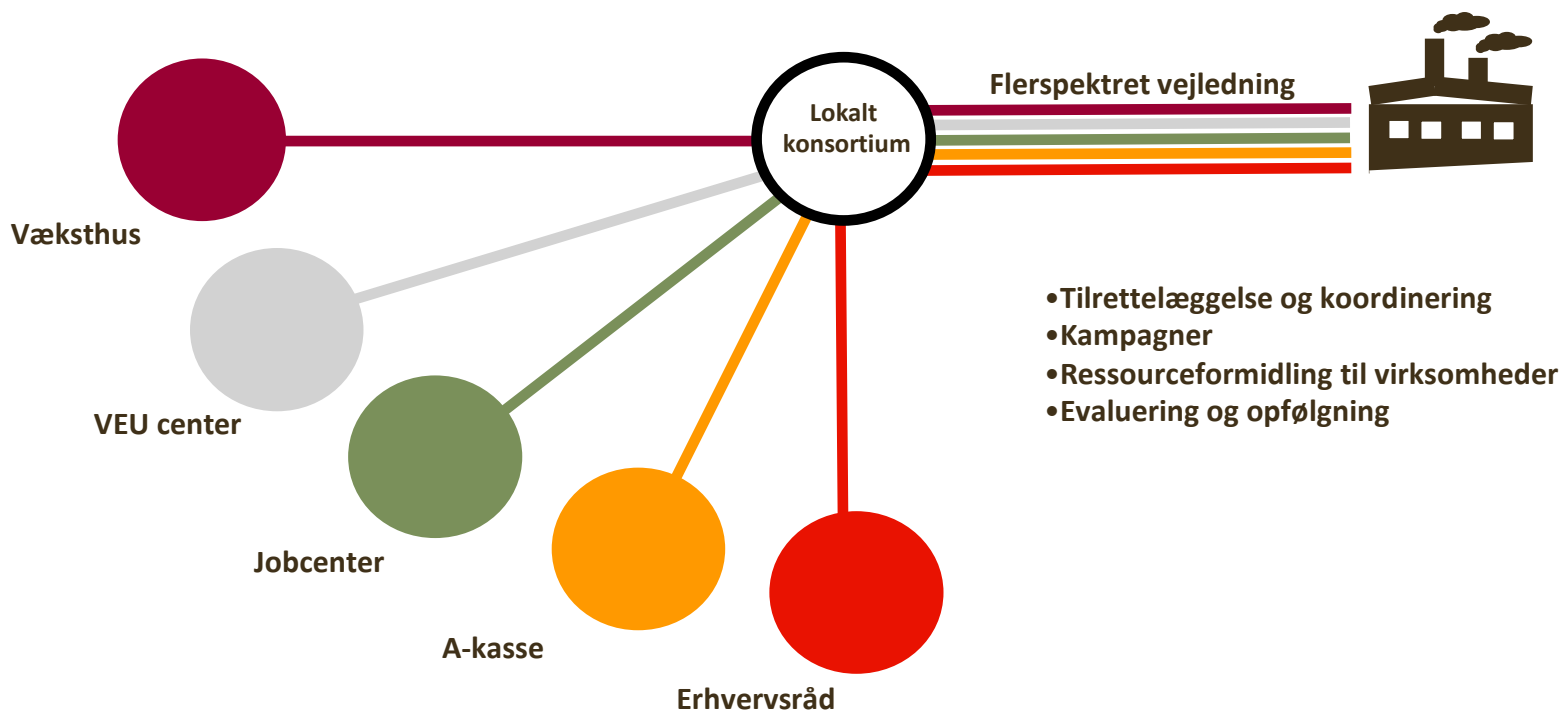 Flerspektret vejledning
Lokalt
konsortium
Væksthus
VEU center
Jobcenter
A-kasse
Erhvervsråd
•Tilrettelæggelse og koordinering
•Kampagner
•Ressourceformidling til virksomheder
•Evaluering og opfølgning